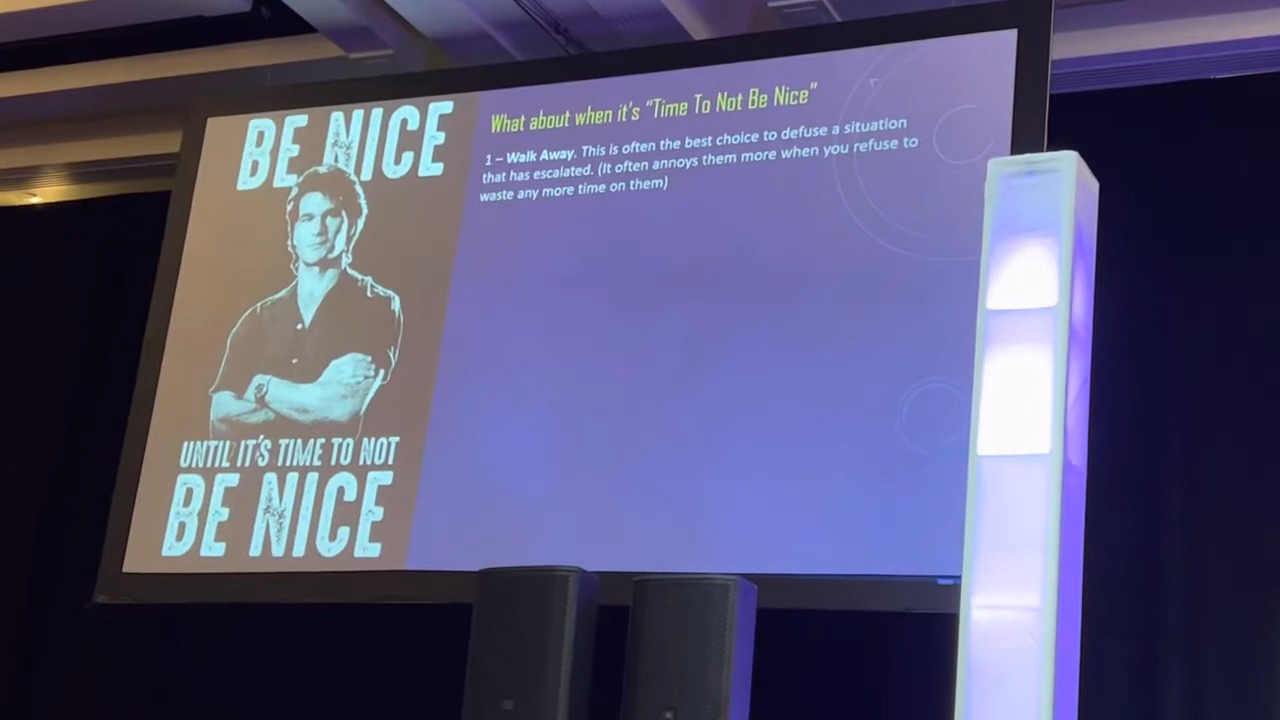 BE NICE
UNTIL IT'S TIME TO NOT
BE NICE
What about when it's “Time To Not Be Nice”
1 – Walk Away. This is often the best choice to defuse a situation
that has escalated. (It often annoys them more when you refuse to
waste any more time on them)